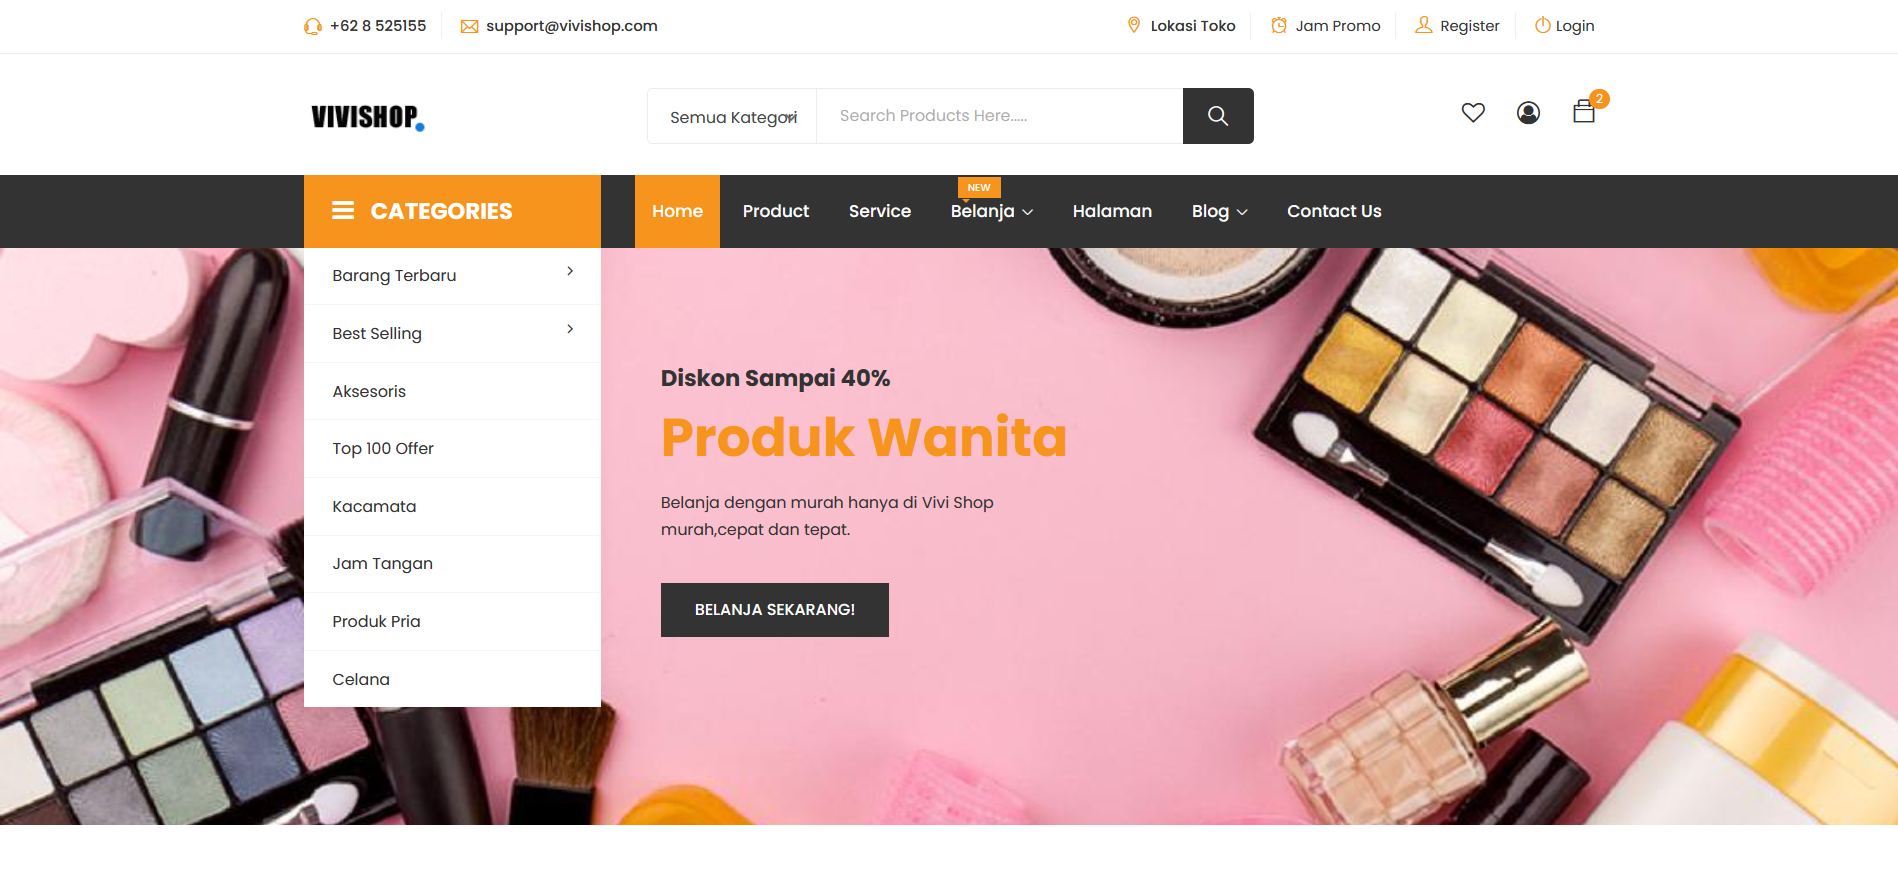 +62 8 525155
support@vivishop.com
Lokasi Toko
Jam Promo
Register
Login
VIVISHOP.
Semua Kategori
Search Products Here.....
2
CATEGORIES
Home
Product
Service
NEW
Belanja
Halaman
Blog
Contact Us
Barang Terbaru
Best Selling
Aksesoris
Top 100 Offer
Kacamata
Jam Tangan
Produk Pria
Celana
Diskon Sampai 40%
Produk Wanita
Belanja dengan murah hanya di Vivi Shop
murah,cepat dan tepat.
BELANJA SEKARANG!